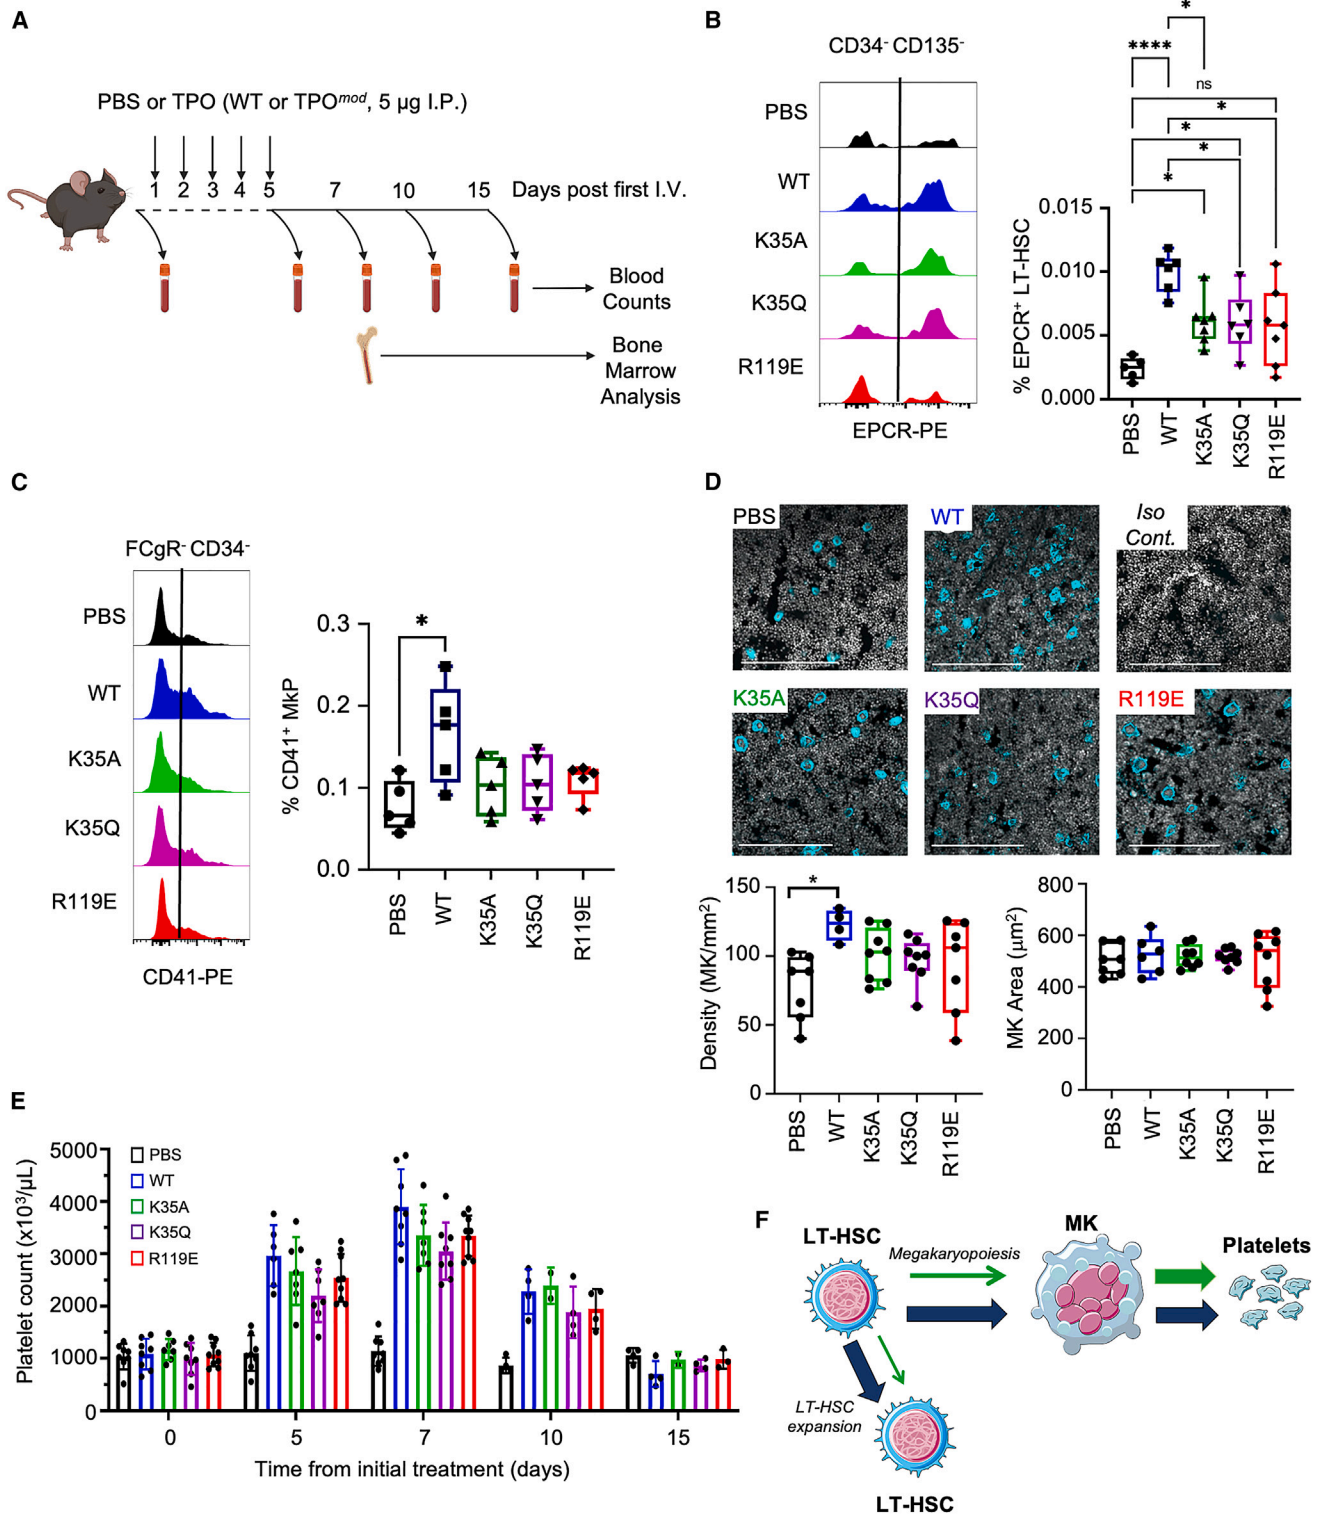 A
PBS or TPO (WT or TPO^mod, 5 µg I.P.)
1 2 3 4 5 7 10 15 Days post first I.V.
Blood
Counts
Bone
Marrow
Analysis
B
CD34- CD135-
PBS
WT
K35A
K35Q
R119E
EPCR-PE
*
****
ns
*
*
*
*
% EPCR+ LT-HSC
0.015
0.010
0.005
0.000
PBS
WT
K35A
K35Q
R119E
C
FCgR- CD34-
PBS
WT
K35A
K35Q
R119E
CD41-PE
*
% CD41+ MkP
0.3
0.2
0.1
0.0
PBS
WT
K35A
K35Q
R119E
D
PBS
WT
Iso
Cont.
K35A
K35Q
R119E
*
Density (MK/mm2)
150
100
50
0
PBS
WT
K35A
K35Q
R119E
MK Area (µm2)
800
600
400
200
0
PBS
WT
K35A
K35Q
R119E
E
Platelet count (x103/µL)
5000
4000
3000
2000
1000
0
PBS
WT
K35A
K35Q
R119E
0 5 7 10 15
Time from initial treatment (days)
F
LT-HSC
Megakaryopoiesis
MK
Platelets
LT-HSC
expansion
LT-HSC